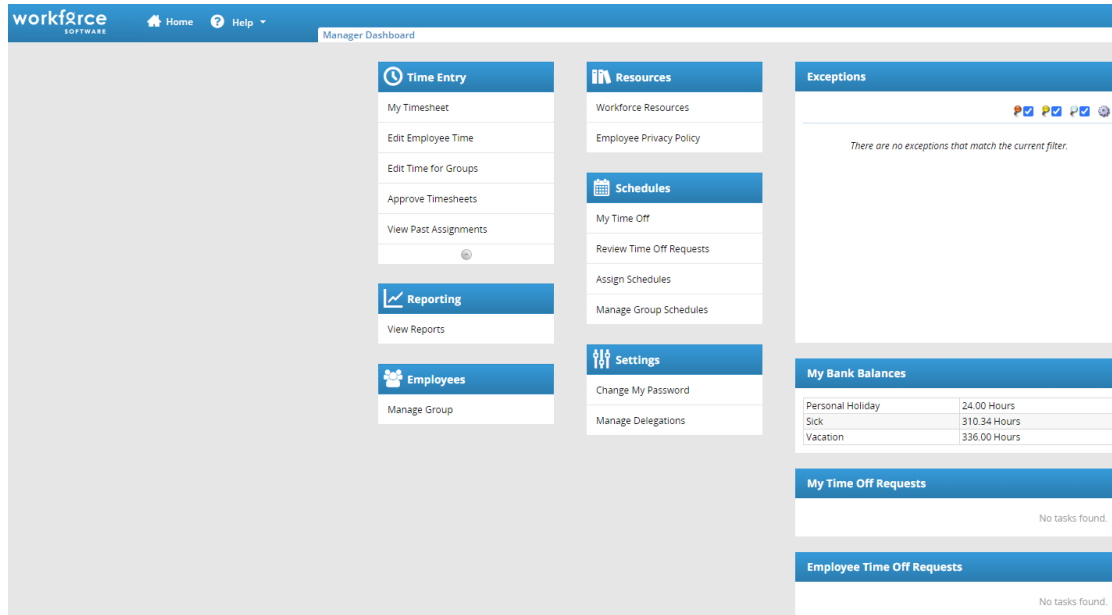 workforce
SOFTWARE
Home
Help
Manager Dashboard
Time Entry
My Timesheet
Edit Employee Time
Edit Time for Groups
Approve Timesheets
View Past Assignments
Reporting
View Reports
Employees
Manage Group
Resources
Workforce Resources
Employee Privacy Policy
Schedules
My Time Off
Review Time Off Requests
Assign Schedules
Manage Group Schedules
Settings
Change My Password
Manage Delegations
Exceptions
There are no exceptions that match the current filter.
My Bank Balances
Personal Holiday 24.00 Hours
Sick 310.34 Hours
Vacation 336.00 Hours
My Time Off Requests
No tasks found.
Employee Time Off Requests
No tasks found.